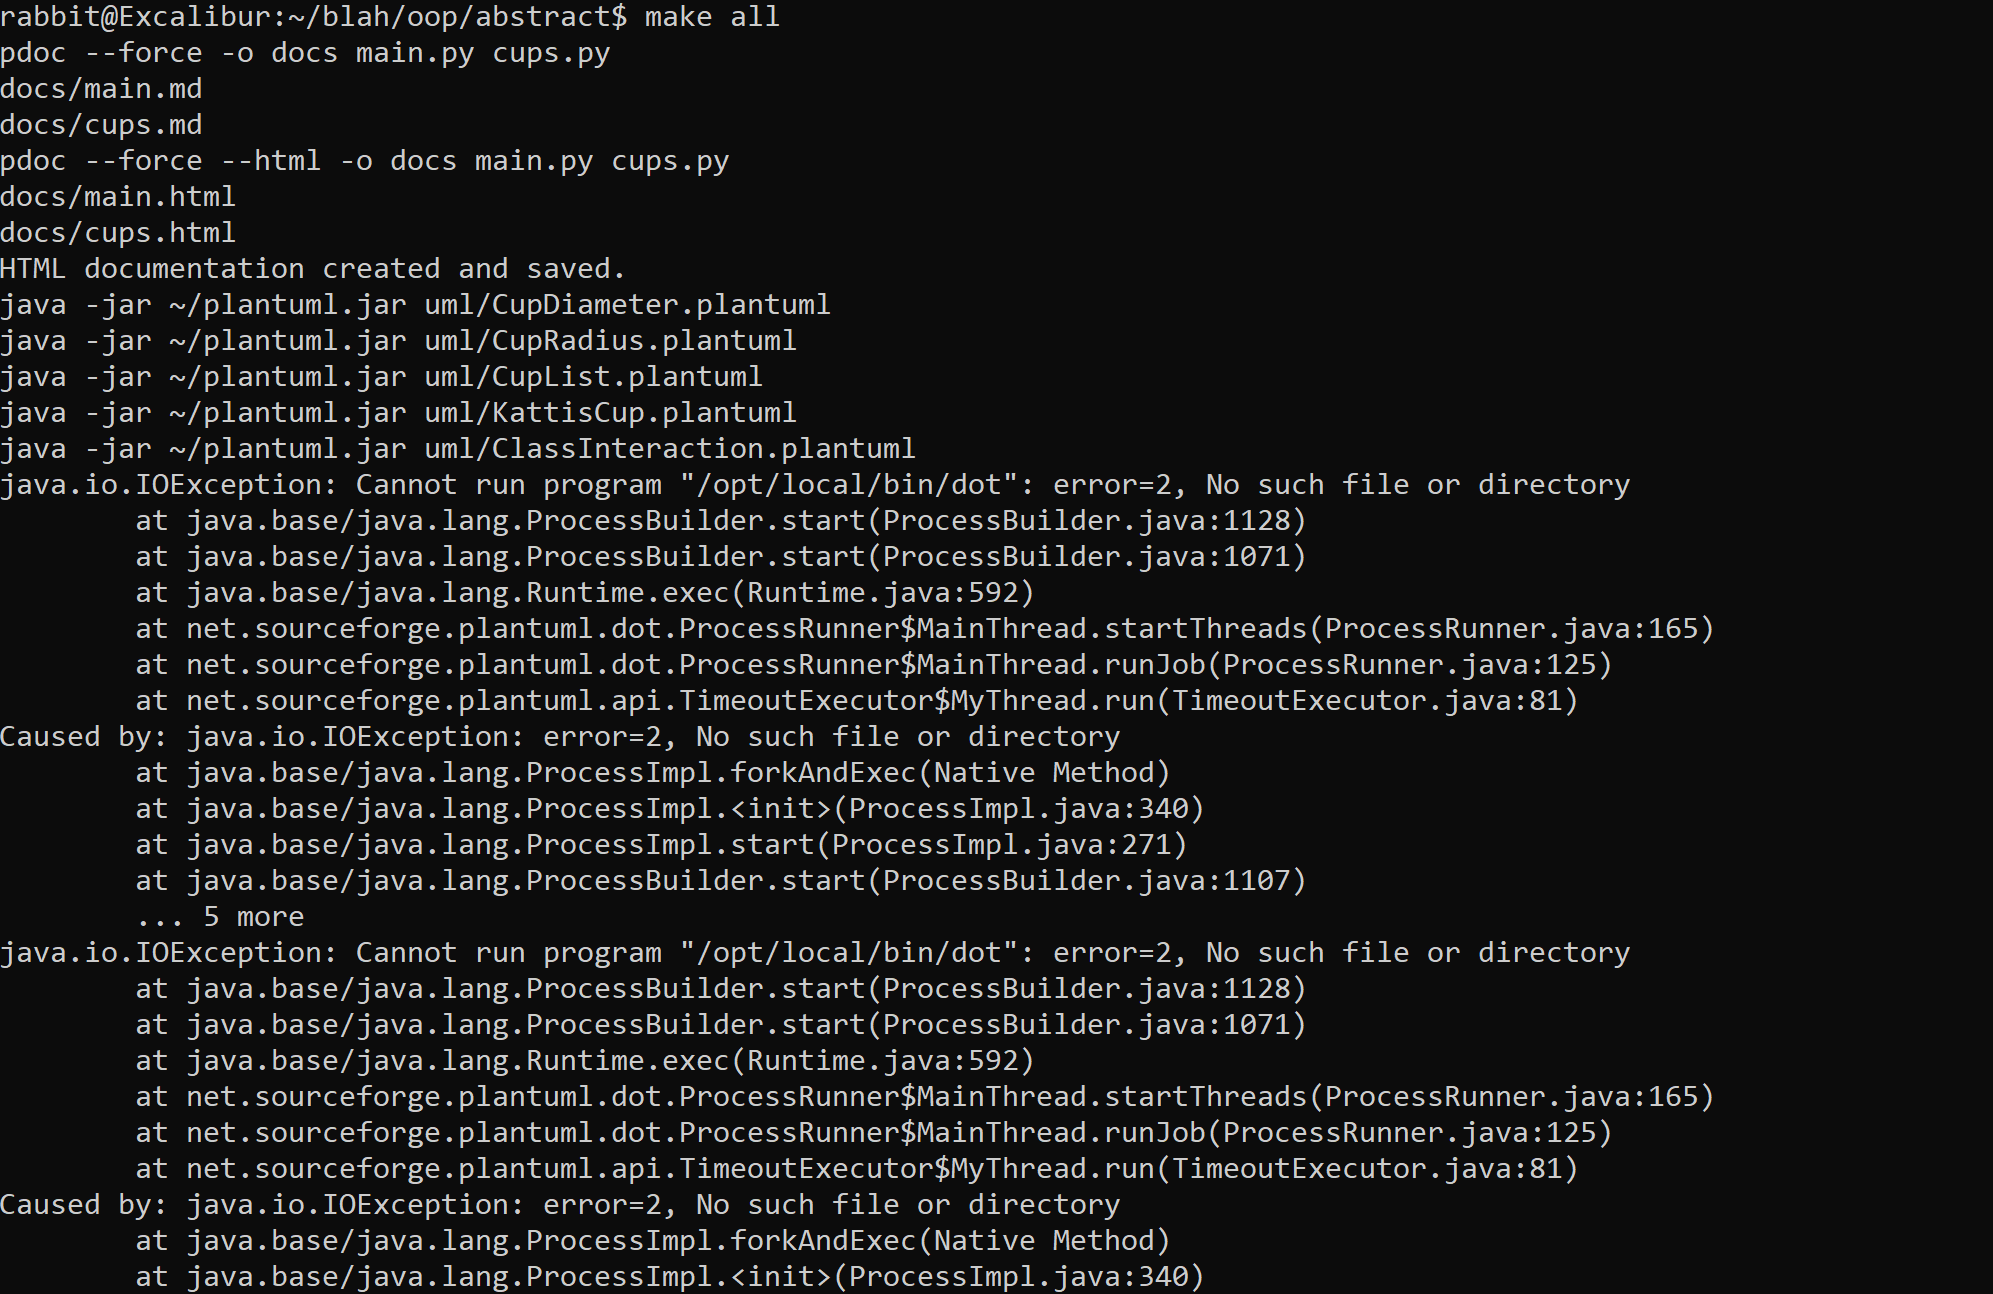 rabbit@Excalibur:~/blah/oop/abstract$ make all
pdoc --force -o docs main.py cups.py
docs/main.md
docs/cups.md
pdoc --force --html -o docs main.py cups.py
docs/main.html
docs/cups.html
HTML documentation created and saved.
java -jar ~/plantuml.jar uml/CupDiameter.plantuml
java -jar ~/plantuml.jar uml/CupRadius.plantuml
java -jar ~/plantuml.jar uml/CupList.plantuml
java -jar ~/plantuml.jar uml/KattisCup.plantuml
java -jar ~/plantuml.jar uml/ClassInteraction.plantuml
java.io.IOException: Cannot run program "/opt/local/bin/dot": error=2, No such file or directory
        at java.base/java.lang.ProcessBuilder.start(ProcessBuilder.java:1128)
        at java.base/java.lang.ProcessBuilder.start(ProcessBuilder.java:1071)
        at java.base/java.lang.Runtime.exec(Runtime.java:592)
        at net.sourceforge.plantuml.dot.ProcessRunner$MainThread.startThreads(ProcessRunner.java:165)
        at net.sourceforge.plantuml.dot.ProcessRunner$MainThread.runJob(ProcessRunner.java:125)
        at net.sourceforge.plantuml.api.TimeoutExecutor$MyThread.run(TimeoutExecutor.java:81)
Caused by: java.io.IOException: error=2, No such file or directory
        at java.base/java.lang.ProcessImpl.forkAndExec(Native Method)
        at java.base/java.lang.ProcessImpl.<init>(ProcessImpl.java:340)
        at java.base/java.lang.ProcessImpl.start(ProcessImpl.java:271)
        at java.base/java.lang.ProcessBuilder.start(ProcessBuilder.java:1107)
        ... 5 more
java.io.IOException: Cannot run program "/opt/local/bin/dot": error=2, No such file or directory
        at java.base/java.lang.ProcessBuilder.start(ProcessBuilder.java:1128)
        at java.base/java.lang.ProcessBuilder.start(ProcessBuilder.java:1071)
        at java.base/java.lang.Runtime.exec(Runtime.java:592)
        at net.sourceforge.plantuml.dot.ProcessRunner$MainThread.startThreads(ProcessRunner.java:165)
        at net.sourceforge.plantuml.dot.ProcessRunner$MainThread.runJob(ProcessRunner.java:125)
        at net.sourceforge.plantuml.api.TimeoutExecutor$MyThread.run(TimeoutExecutor.java:81)
Caused by: java.io.IOException: error=2, No such file or directory
        at java.base/java.lang.ProcessImpl.forkAndExec(Native Method)
        at java.base/java.lang.ProcessImpl.<init>(ProcessImpl.java:340)